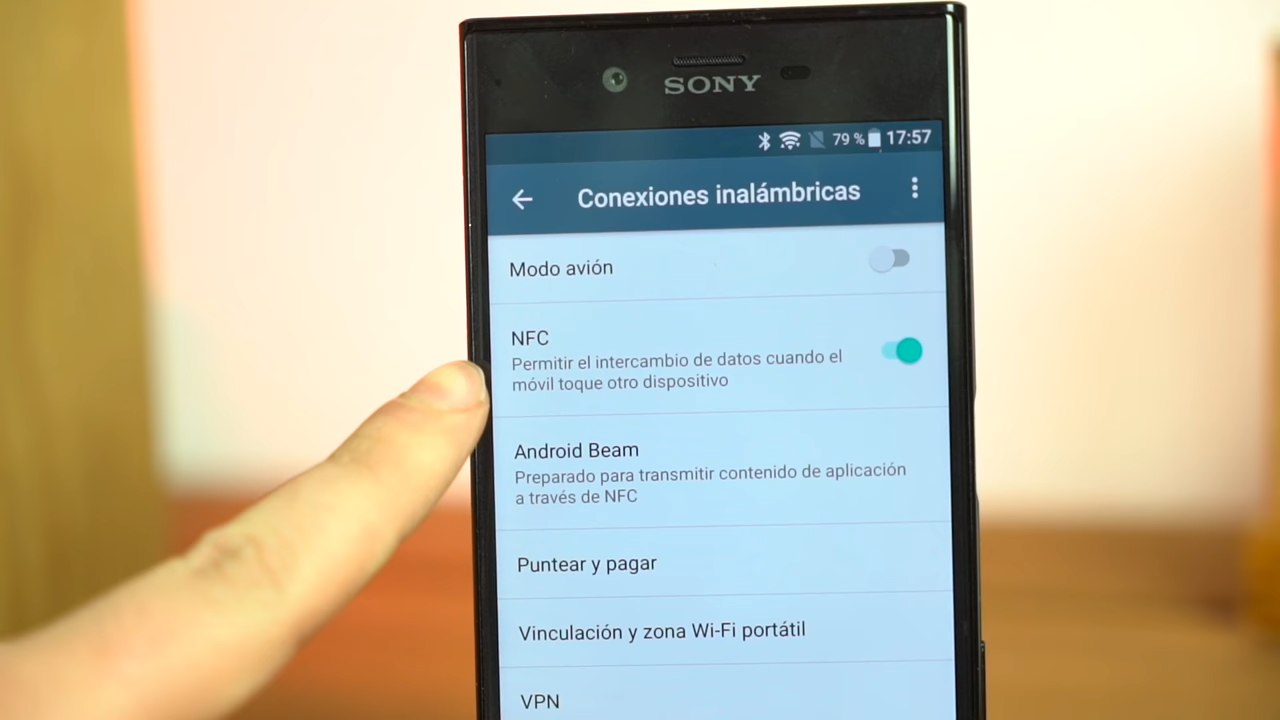 SONY
79 % 17:57
Conexiones inalámbricas
Modo avión
NFC
Permitir el intercambio de datos cuando el
móvil toque otro dispositivo
Android Beam
Preparado para transmitir contenido de aplicación
a través de NFC
Puntear y pagar
Vinculación y zona Wi-Fi portátil
VPN